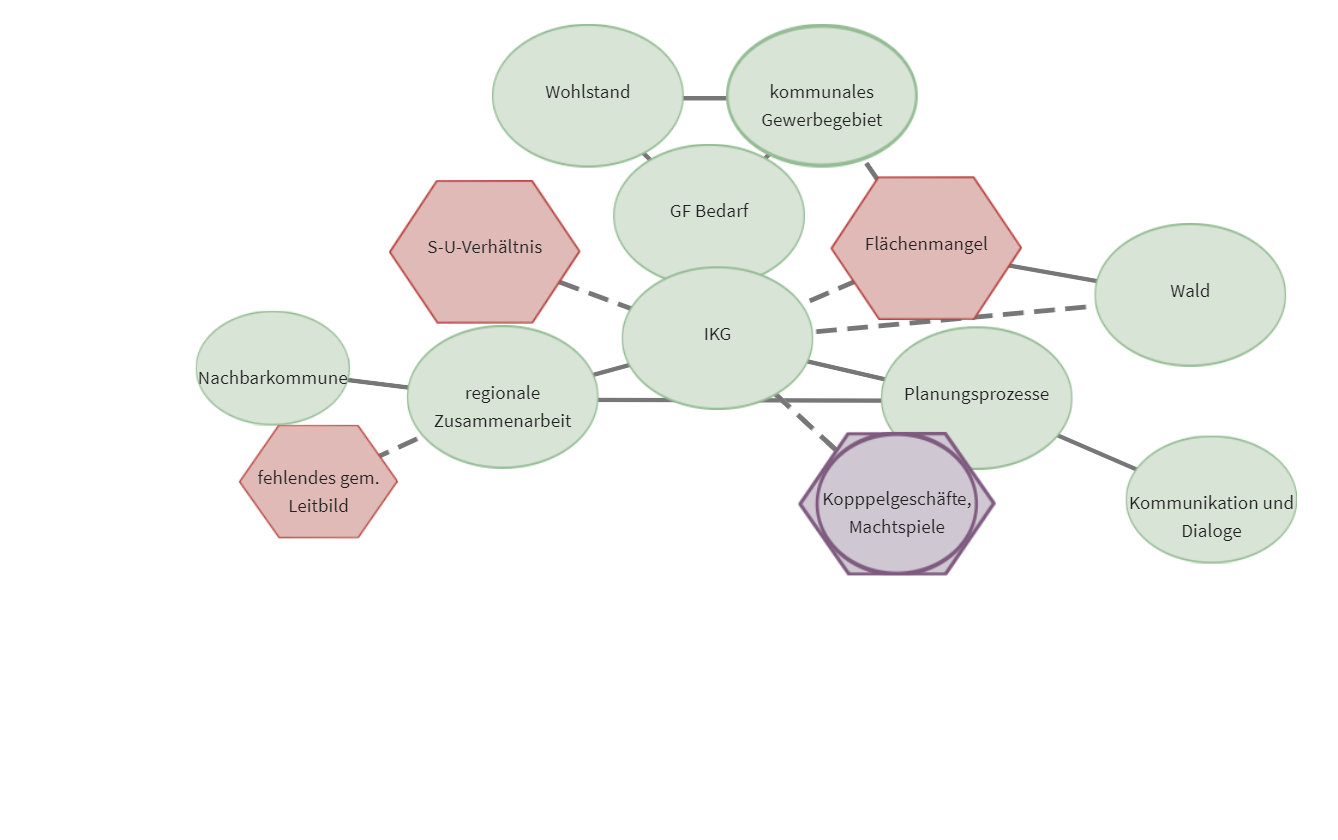 Wohlstand
kommunales
Gewerbegebiet
GF Bedarf
S-U-Verhältnis
Flächenmangel
Wald
IKG
Nachbarkommune
regionale
Zusammenarbeit
Planungsprozesse
fehlendes gem.
Leitbild
Kopppelgeschäfte,
Machtspiele
Kommunikation und
Dialoge